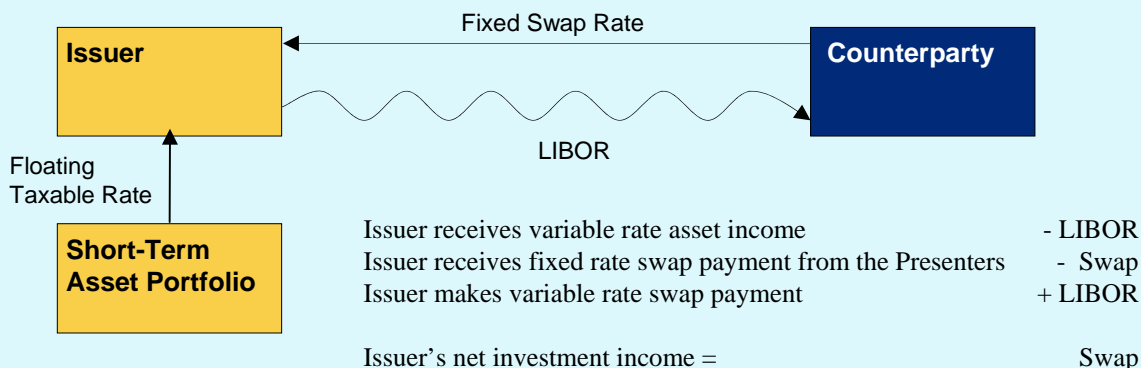 Fixed Swap Rate
Issuer
Counterparty
LIBOR
Floating
Taxable Rate
Short-Term
Asset Portfolio
Issuer receives variable rate asset income - LIBOR
Issuer receives fixed rate swap payment from the Presenters - Swap
Issuer makes variable rate swap payment + LIBOR
Issuer's net investment income = Swap